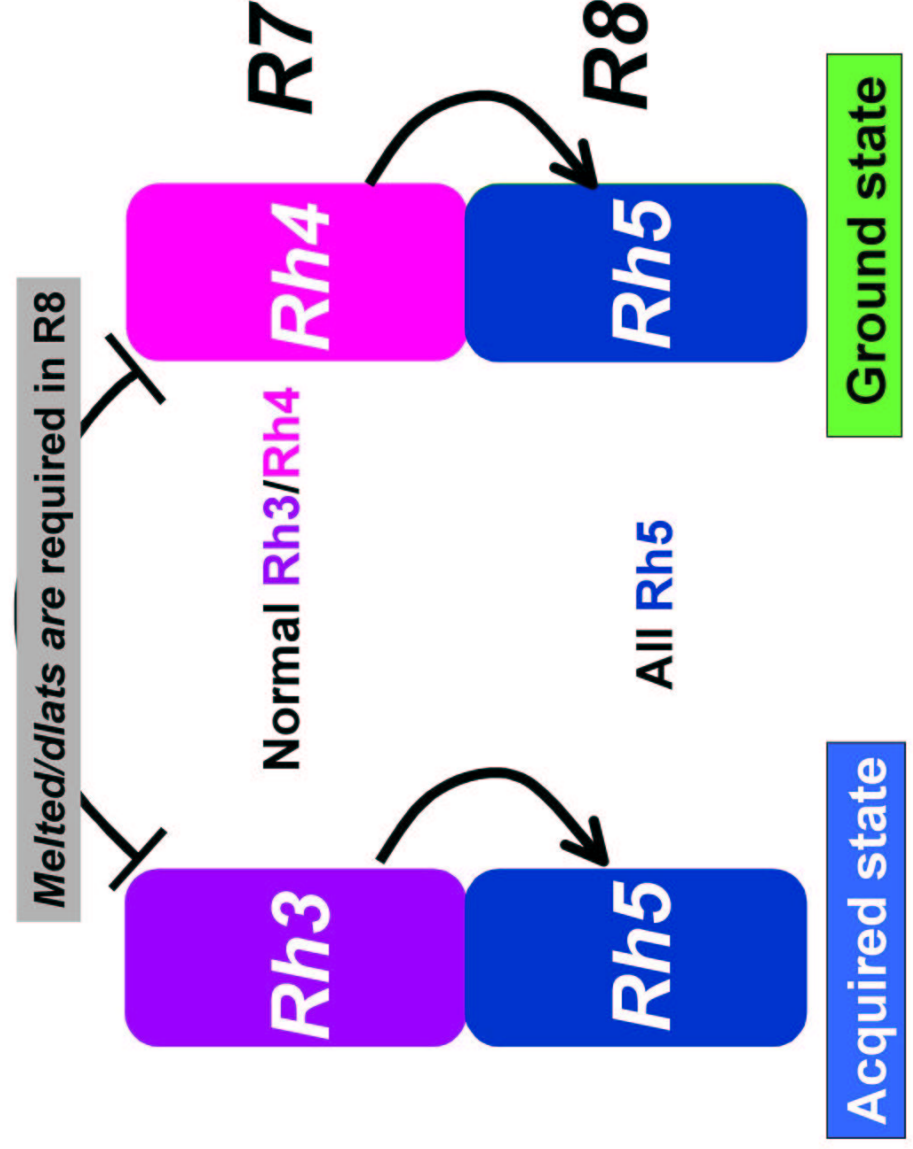 Melted/dlats are required in R8
Rh3
Normal Rh3/Rh4
Rh4
R7
Rh5
All Rh5
Rh5
R8
Acquired state
Ground state